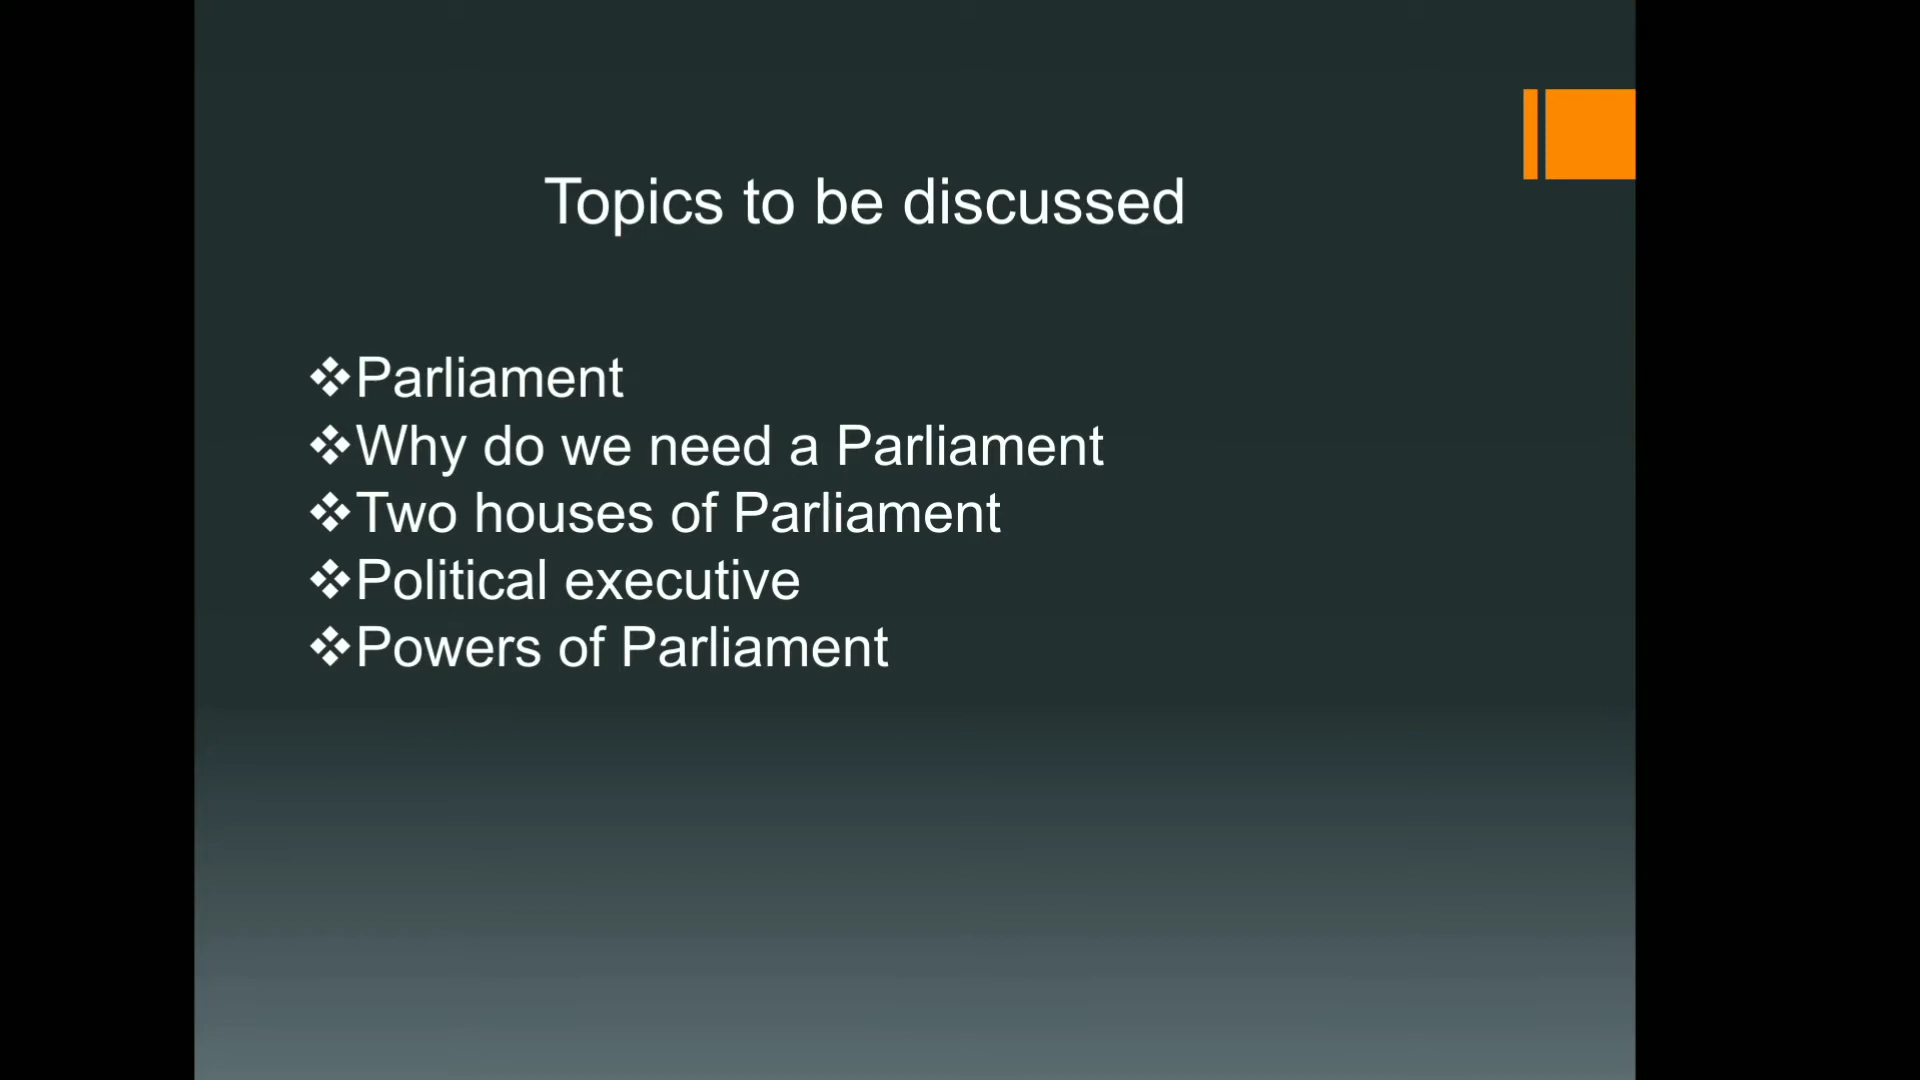 Topics to be discussed
❖Parliament
❖Why do we need a Parliament
❖Two houses of Parliament
❖Political executive
❖Powers of Parliament